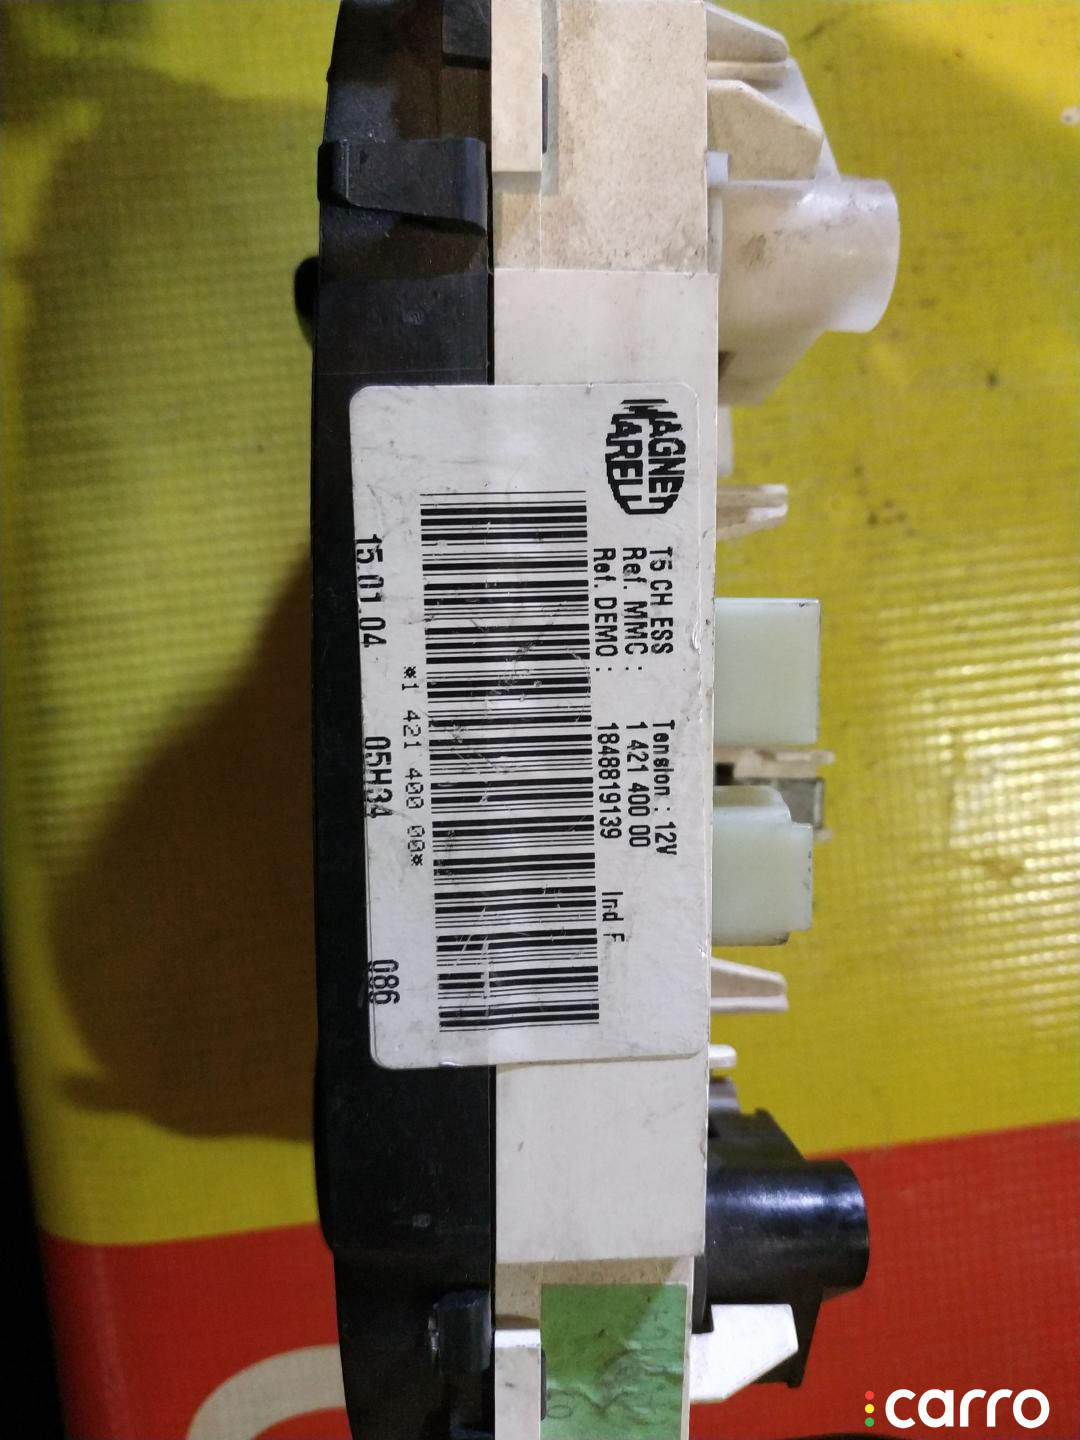 MAGNETI
MARELLI
T5 CH ESS Tension : 12V
Ref. MMC : 1 421 400 00
Ref. DEMO : 1848819139 Ind F
*1 421 400 00*
15.01.04 05H34 086
carro